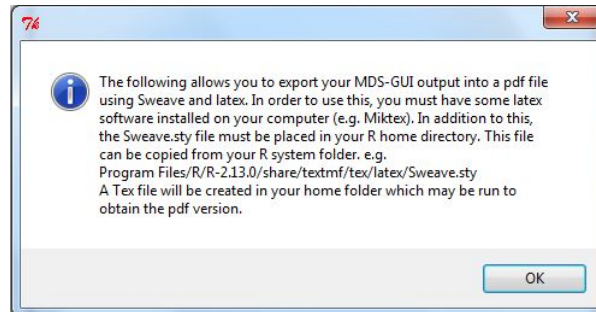 7k
The following allows you to export your MDS-GUI output into a pdf file
using Sweave and latex. In order to use this, you must have some latex
software installed on your computer (e.g. Miktex). In addition to this,
the Sweave.sty file must be placed in your R home directory. This file
can be copied from your R system folder. e.g.
Program Files/R/R-2.13.0/share/textmf/tex/latex/Sweave.sty
A Tex file will be created in your home folder which may be run to
obtain the pdf version.
OK